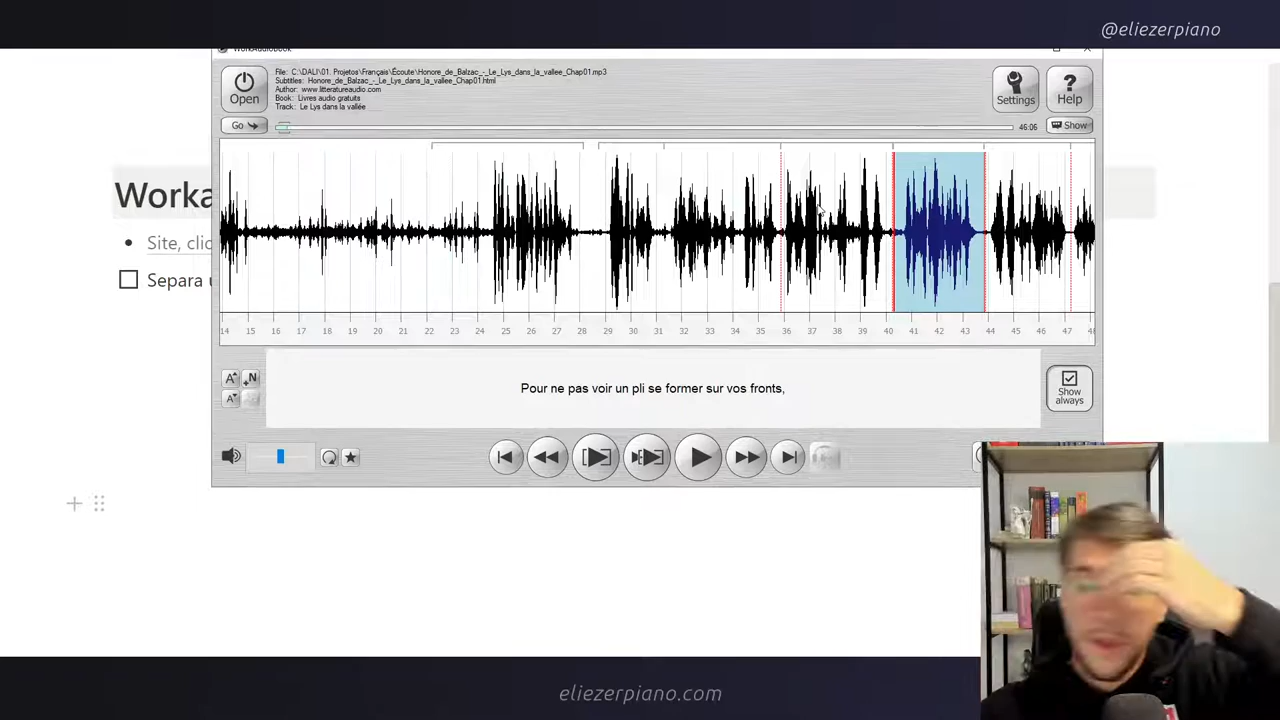 @eliezerpiano
WorkAudioBook
File: C:\DALI\01. Projetos\Français\Écoute\Honore_de_Balzac_-_Le_Lys_dans_la_vallee_Chap01.mp3
Subtitles: Honore_de_Balzac_-_Le_Lys_dans_la_vallee_Chap01.html
Author: www.litteratureaudio.com
Book: Livres audio gratuits
Track: Le Lys dans la vallée
Open
Settings
Help
Go
46:06
Show
Worka
Site, clic
Separa u
14 15 16 17 18 19 20 21 22 23 24 25 26 27 28 29 30 31 32 33 34 35 36 37 38 39 40 41 42 43 44 45 46 47 48
A N
Pour ne pas voir un pli se former sur vos fronts,
Show
always
A
eliezerpiano.com